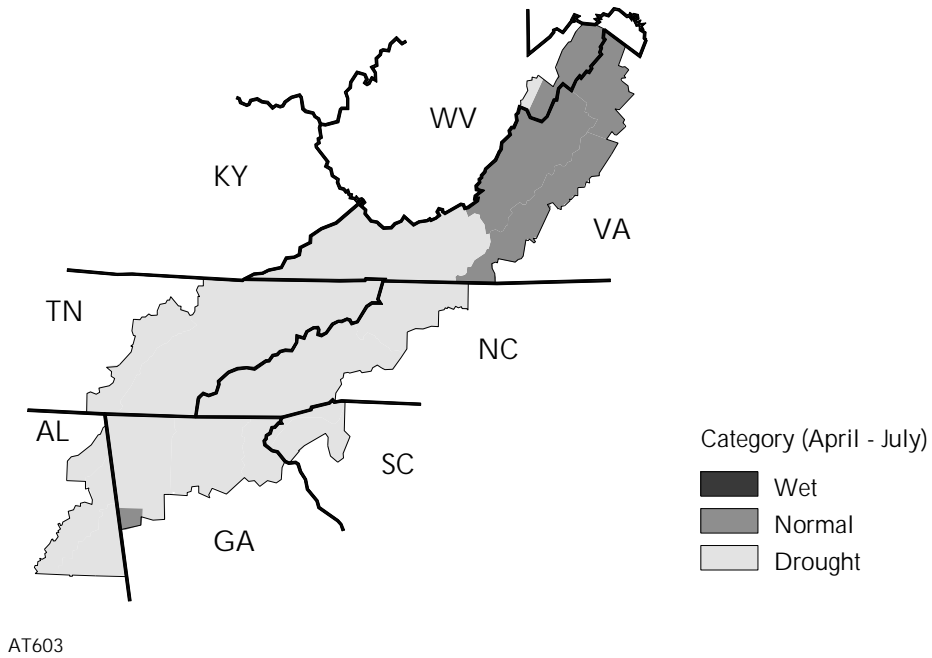 WV
KY
VA
TN
NC
AL
SC
GA
Category (April - July)
Wet
Normal
Drought
AT603